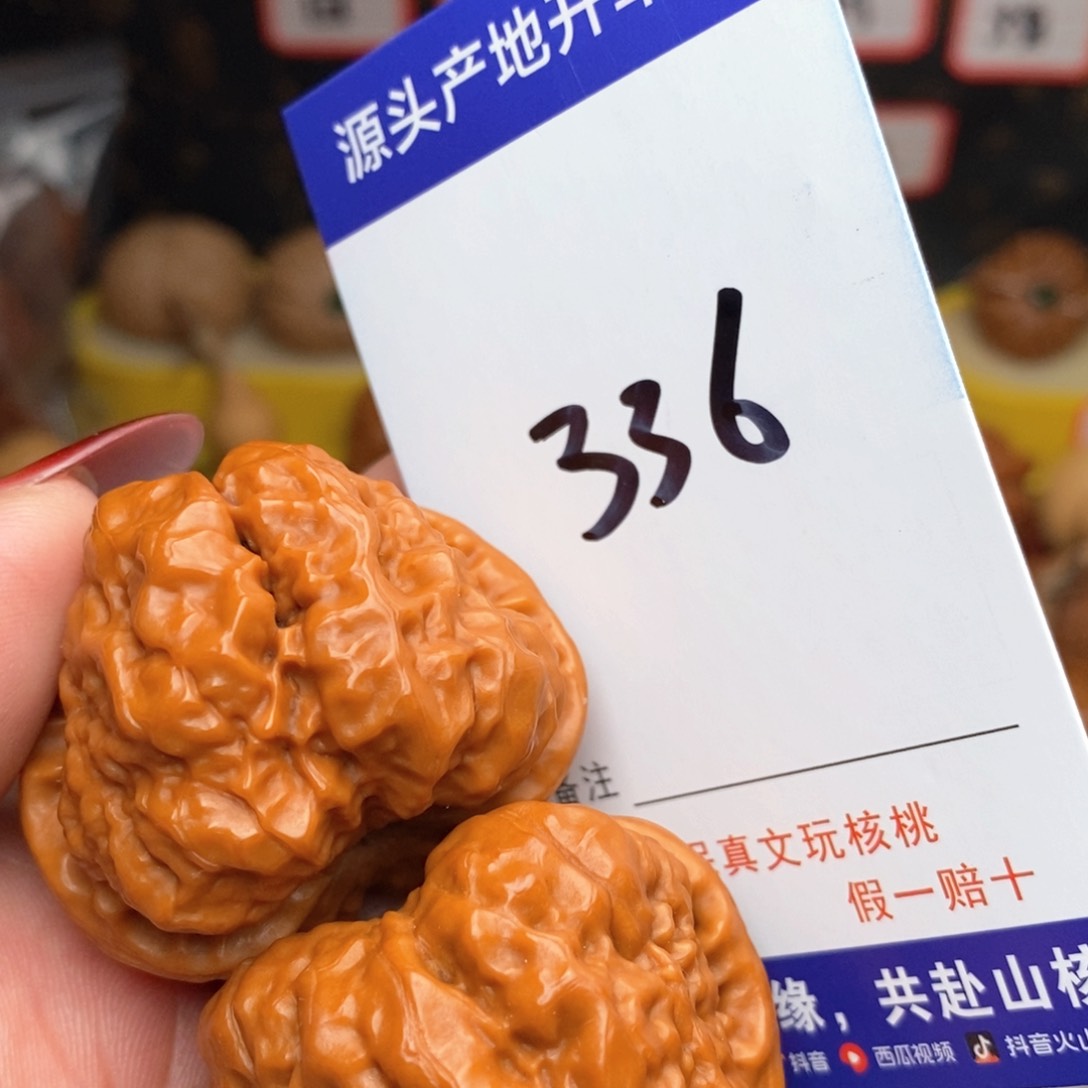 源头产地开
336
备注
保真文玩核桃
假一赔十
缘，共赴山核
抖音 西瓜视频 抖音火山